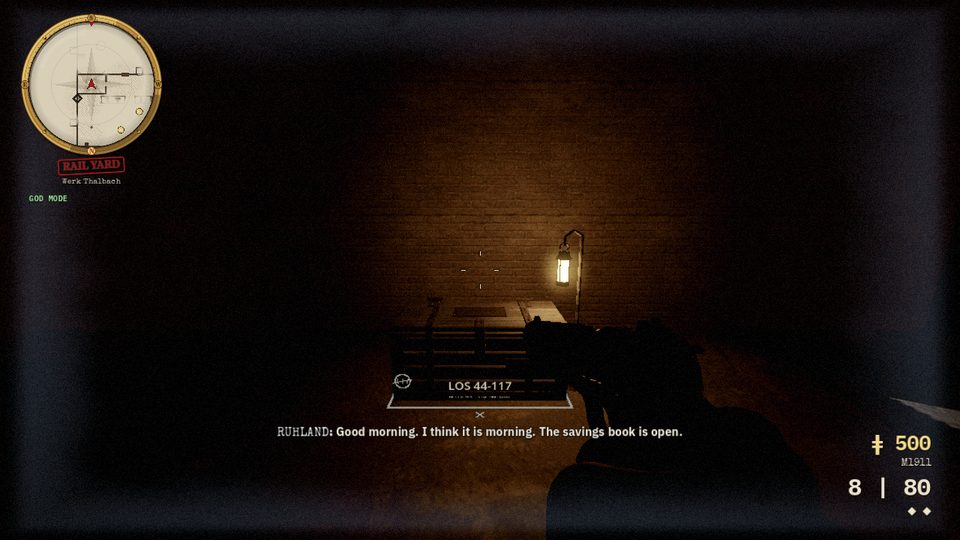 RAIL YARD
Werk Thalbach
GOD MODE
LOS 44-117
RUHLAND: Good morning. I think it is morning. The savings book is open.
500
M1911
8 | 80